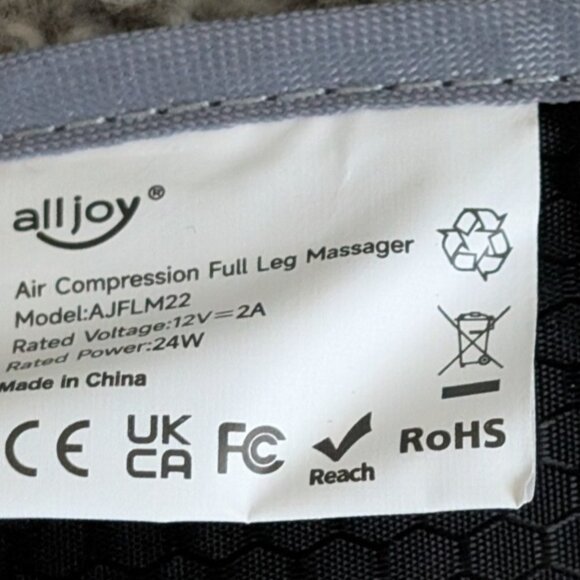 alljoy®
Air Compression Full Leg Massager
Model:AJFLM22
Rated Voltage:12V⎓2A
Rated Power:24W
Made in China
CE UK CA FC Reach RoHS